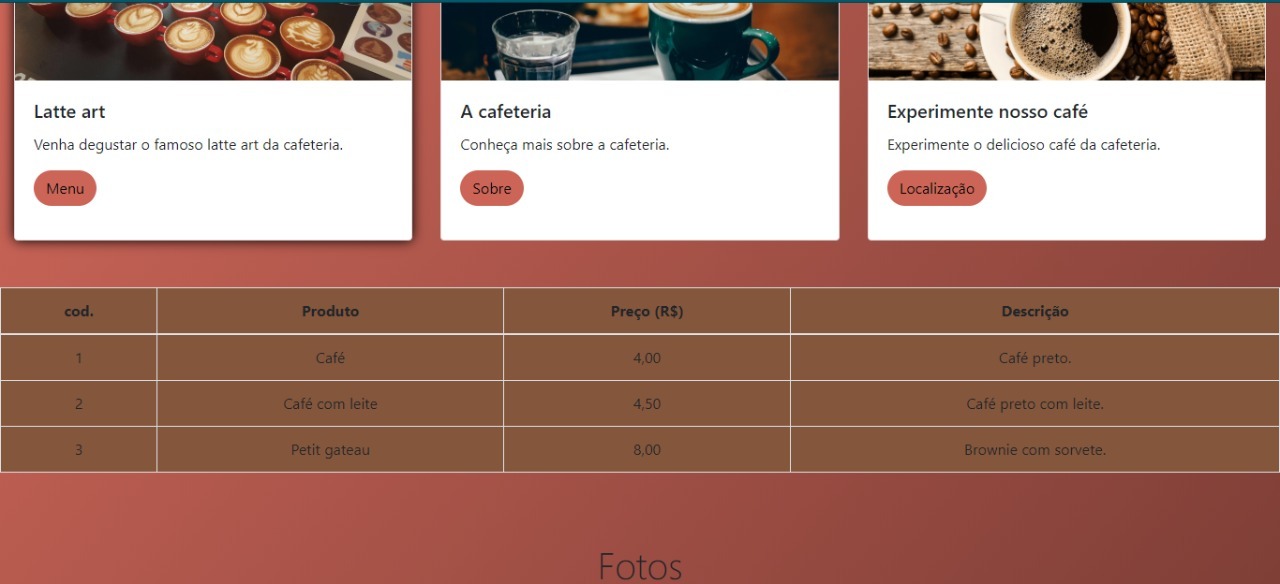 Latte art
Venha degustar o famoso latte art da cafeteria.
Menu
A cafeteria
Conheça mais sobre a cafeteria.
Sobre
Experimente nosso café
Experimente o delicioso café da cafeteria.
Localização
cod. Produto Preço (R$) Descrição
1 Café 4,00 Café preto.
2 Café com leite 4,50 Café preto com leite.
3 Petit gateau 8,00 Brownie com sorvete.
Fotos